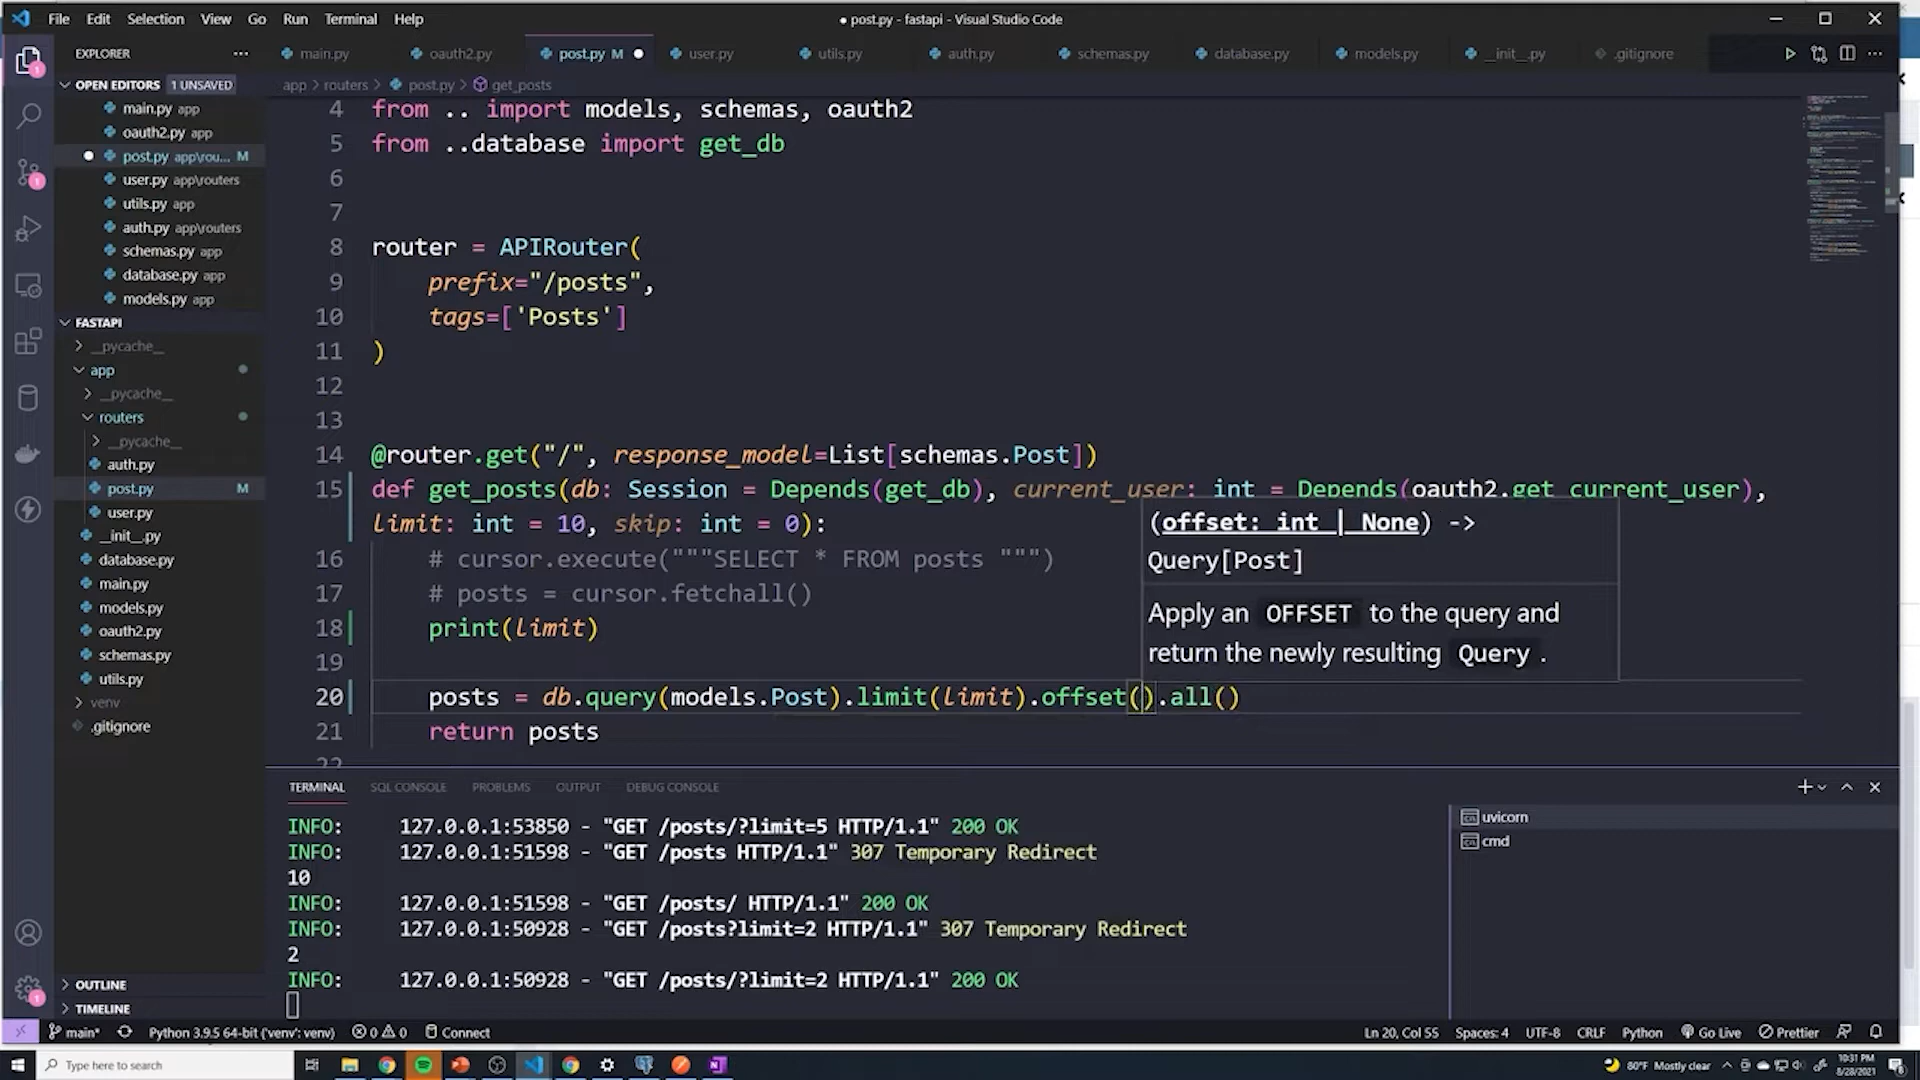 File Edit Selection View Go Run Terminal Help
● post.py - fastapi - Visual Studio Code
EXPLORER
main.py
oauth2.py
post.py M
user.py
utils.py
auth.py
schemas.py
database.py
models.py
__init__.py
.gitignore
OPEN EDITORS 1 UNSAVED
main.py app
oauth2.py app
post.py app\rou... M
user.py app\routers
utils.py app
auth.py app\routers
schemas.py app
database.py app
models.py app
FASTAPI
__pycache__
app
__pycache__
routers
__pycache__
auth.py
post.py M
user.py
__init__.py
database.py
main.py
models.py
oauth2.py
schemas.py
utils.py
venv
.gitignore
OUTLINE
TIMELINE
app > routers > post.py > get_posts
4 from .. import models, schemas, oauth2
5 from ..database import get_db
6
7
8 router = APIRouter(
9 prefix="/posts",
10 tags=['Posts']
11 )
12
13
14 @router.get("/", response_model=List[schemas.Post])
15 def get_posts(db: Session = Depends(get_db), current_user: int = Depends(oauth2.get_current_user),
limit: int = 10, skip: int = 0):
16 # cursor.execute("""SELECT * FROM posts """)
17 # posts = cursor.fetchall()
18 print(limit)
19
20 posts = db.query(models.Post).limit(limit).offset().all()
21 return posts
22
(offset: int | None) ->
Query[Post]
Apply an OFFSET to the query and
return the newly resulting Query .
TERMINAL SQL CONSOLE PROBLEMS OUTPUT DEBUG CONSOLE
INFO: 127.0.0.1:53850 - "GET /posts/?limit=5 HTTP/1.1" 200 OK
INFO: 127.0.0.1:51598 - "GET /posts HTTP/1.1" 307 Temporary Redirect
10
INFO: 127.0.0.1:51598 - "GET /posts/ HTTP/1.1" 200 OK
INFO: 127.0.0.1:50928 - "GET /posts?limit=2 HTTP/1.1" 307 Temporary Redirect
2
INFO: 127.0.0.1:50928 - "GET /posts/?limit=2 HTTP/1.1" 200 OK
uvicorn
cmd
main* Python 3.9.5 64-bit ('venv': venv) 0 0 Connect
Ln 20, Col 55 Spaces: 4 UTF-8 CRLF Python Go Live Prettier
Type here to search
80°F Mostly clear
10:31 PM
8/28/2021